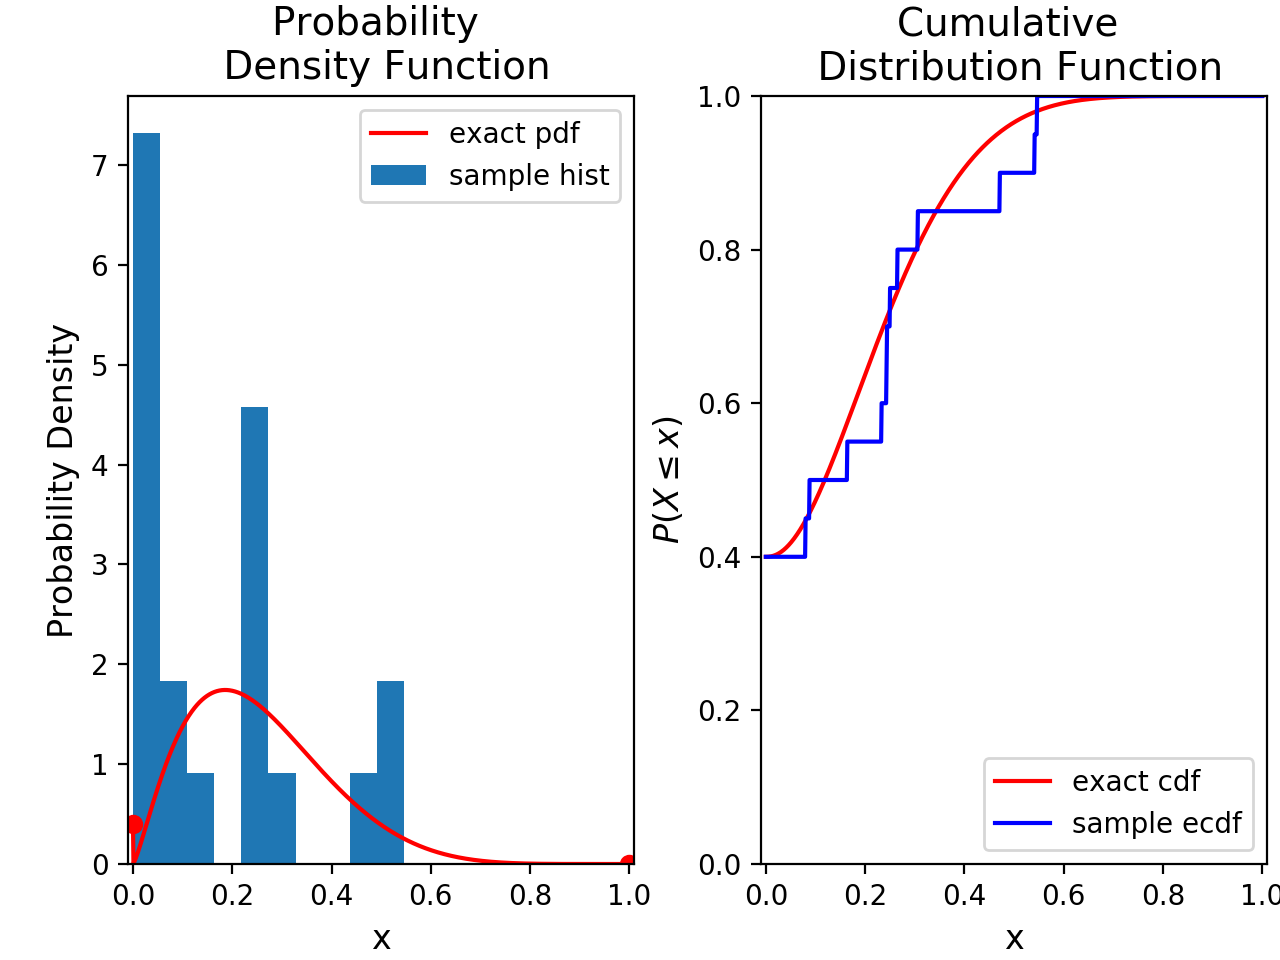 Probability
Density Function
exact pdf
sample hist
Probability Density
7
6
5
4
3
2
1
0
0.0 0.2 0.4 0.6 0.8 1.0
x
Cumulative
Distribution Function
P(X ≤ x)
1.0
0.8
0.6
0.4
0.2
0.0
exact cdf
sample ecdf
0.0 0.2 0.4 0.6 0.8 1.0
x